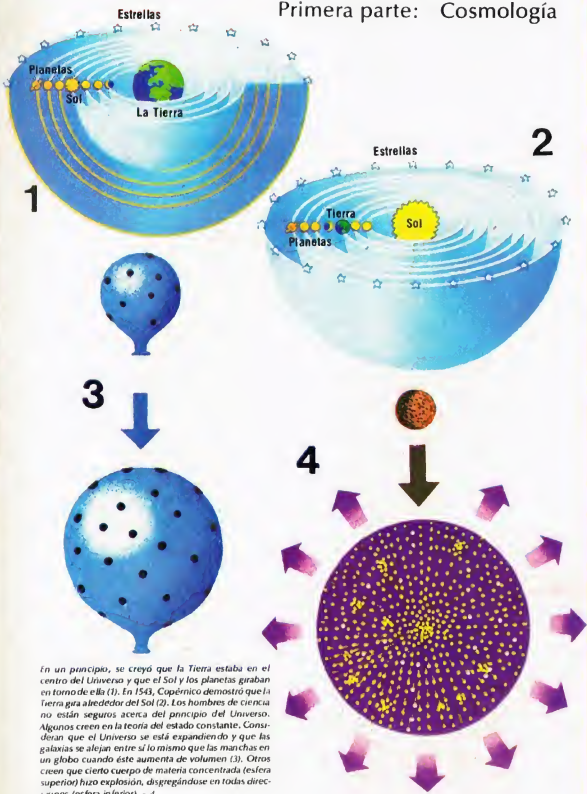 Primera parte: Cosmología
Estrellas
Planetas
Sol
La Tierra
1
Estrellas
2
Tierra
Sol
Planetas
3
4
En un principio, se creyó que la Tierra estaba en el
centro del Universo y que el Sol y los planetas giraban
en torno de ella (1). En 1543, Copérnico demostró que la
Tierra gira alrededor del Sol (2). Los hombres de ciencia
no están seguros acerca del principio del Universo.
Algunos creen en la teoría del estado constante. Consi-
deran que el Universo se está expandiendo y que las
galaxias se alejan entre sí lo mismo que las manchas en
un globo cuando éste aumenta de volumen (3). Otros
creen que cierto cuerpo de materia concentrada (esfera
superior) hizo explosión, disgregándose en todas direc-
(esfera inferior). - 4